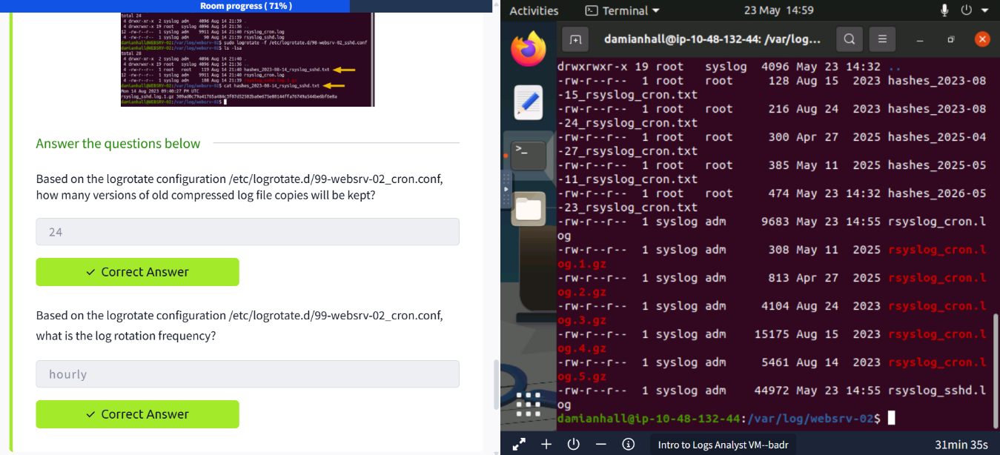 Room progress ( 71% )
total 24
4 drwxr-xr-x 2 syslog adm 4096 Aug 14 21:39 .
4 drwxrwxr-x 19 root syslog 4096 Aug 14 21:36 ..
12 -rw-r--r-- 1 syslog adm 9911 Aug 14 21:40 rsyslog_cron.log
4 -rw-r--r-- 1 syslog adm 90 Aug 14 21:39 rsyslog_sshd.log
damianhall@WEBSRV-02:/var/log/websrv-02$ sudo logrotate -f /etc/logrotate.d/98-websrv-02_sshd.conf
damianhall@WEBSRV-02:/var/log/websrv-02$ ls -lsa
total 28
4 drwxr-xr-x 2 syslog adm 4096 Aug 14 21:40 .
4 drwxrwxr-x 19 root syslog 4096 Aug 14 21:36 ..
4 -rw-r--r-- 1 root root 119 Aug 14 21:40 hashes_2023-08-14_rsyslog_sshd.txt
12 -rw-r--r-- 1 syslog adm 9911 Aug 14 21:40 rsyslog_cron.log
4 -rw-r--r-- 1 syslog adm 108 Aug 14 21:39 rsyslog_sshd.log.1.gz
damianhall@WEBSRV-02:/var/log/websrv-02$ cat hashes_2023-08-14_rsyslog_sshd.txt
Mon 14 Aug 2023 09:40:27 PM UTC
rsyslog_sshd.log.1.gz
damianhall@WEBSRV-02:/var/log/websrv-02$
Answer the questions below
Based on the logrotate configuration /etc/logrotate.d/99-websrv-02_cron.conf,
how many versions of old compressed log file copies will be kept?
24
✓ Correct Answer
Based on the logrotate configuration /etc/logrotate.d/99-websrv-02_cron.conf,
what is the log rotation frequency?
hourly
✓ Correct Answer
Activities Terminal 23 May 14:59
damianhall@ip-10-48-132-44: /var/log...
drwxrwxr-x 19 root syslog 4096 May 23 14:32 ..
-rw-r--r-- 1 root root 128 Aug 15 2023 hashes_2023-08
-15_rsyslog_cron.txt
-rw-r--r-- 1 root root 216 Aug 24 2023 hashes_2023-08
-24_rsyslog_cron.txt
-rw-r--r-- 1 root root 300 Apr 27 2025 hashes_2025-04
-27_rsyslog_cron.txt
-rw-r--r-- 1 root root 385 May 11 2025 hashes_2025-05
-11_rsyslog_cron.txt
-rw-r--r-- 1 root root 474 May 23 14:32 hashes_2026-05
-23_rsyslog_cron.txt
-rw-r--r-- 1 syslog adm 9683 May 23 14:55 rsyslog_cron.l
og
-rw-r--r-- 1 syslog adm 308 May 11 2025 rsyslog_cron.l
og.1.gz
-rw-r--r-- 1 syslog adm 813 Apr 27 2025 rsyslog_cron.l
og.2.gz
-rw-r--r-- 1 syslog adm 4104 Aug 24 2023 rsyslog_cron.l
og.3.gz
-rw-r--r-- 1 syslog adm 15175 Aug 15 2023 rsyslog_cron.l
og.4.gz
-rw-r--r-- 1 syslog adm 5461 Aug 14 2023 rsyslog_cron.l
og.5.gz
-rw-r--r-- 1 syslog adm 44972 May 23 14:55 rsyslog_sshd.l
og
damianhall@ip-10-48-132-44:/var/log/websrv-02$
Intro to Logs Analyst VM--badr 31min 35s